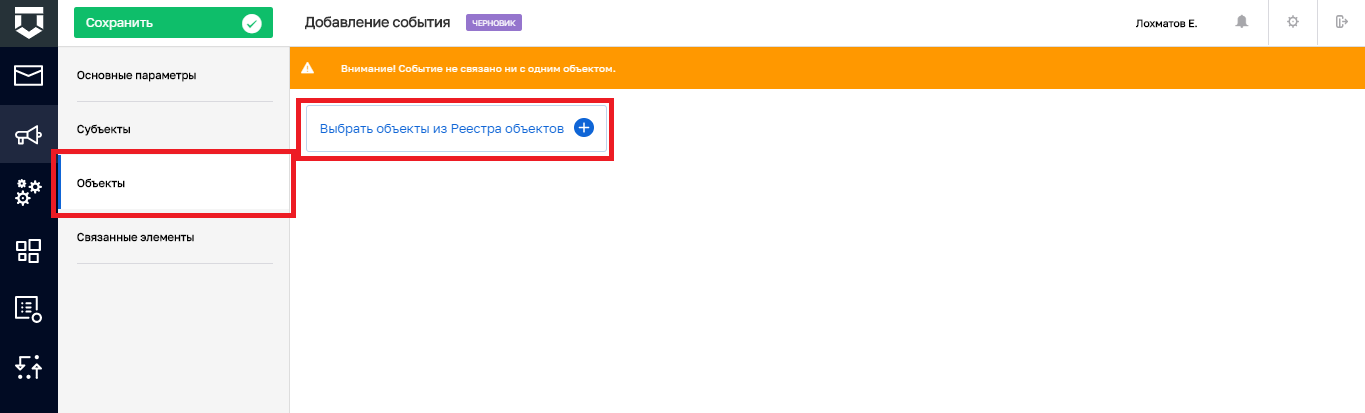 Сохранить
Добавление события
ЧЕРНОВИК
Лохматов Е.
Основные параметры
Внимание! Событие не связано ни с одним объектом.
Субъекты
Выбрать объекты из Реестра объектов
Объекты
Связанные элементы